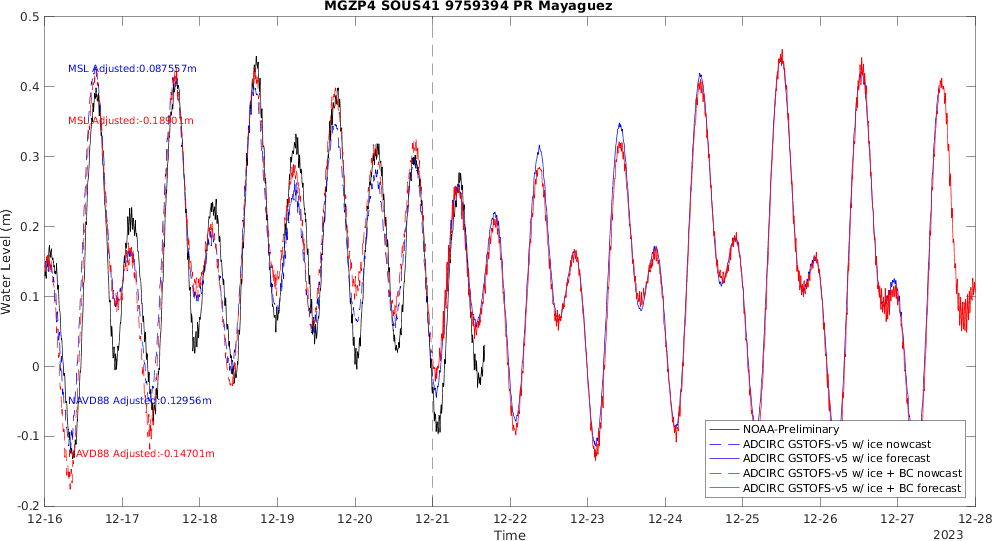 MGZP4 SOUS41 9759394 PR Mayaguez
0.5
0.4
0.3
0.2
0.1
0
-0.1
-0.2
Water Level (m)
MSL Adjusted:0.087557m
MSL Adjusted:-0.18901m
NAVD88 Adjusted:0.12956m
NAVD88 Adjusted:-0.14701m
NOAA-Preliminary
ADCIRC GSTOFS-v5 w/ ice nowcast
ADCIRC GSTOFS-v5 w/ ice forecast
ADCIRC GSTOFS-v5 w/ ice + BC nowcast
ADCIRC GSTOFS-v5 w/ ice + BC forecast
12-16 12-17 12-18 12-19 12-20 12-21 12-22 12-23 12-24 12-25 12-26 12-27 12-28
Time
2023